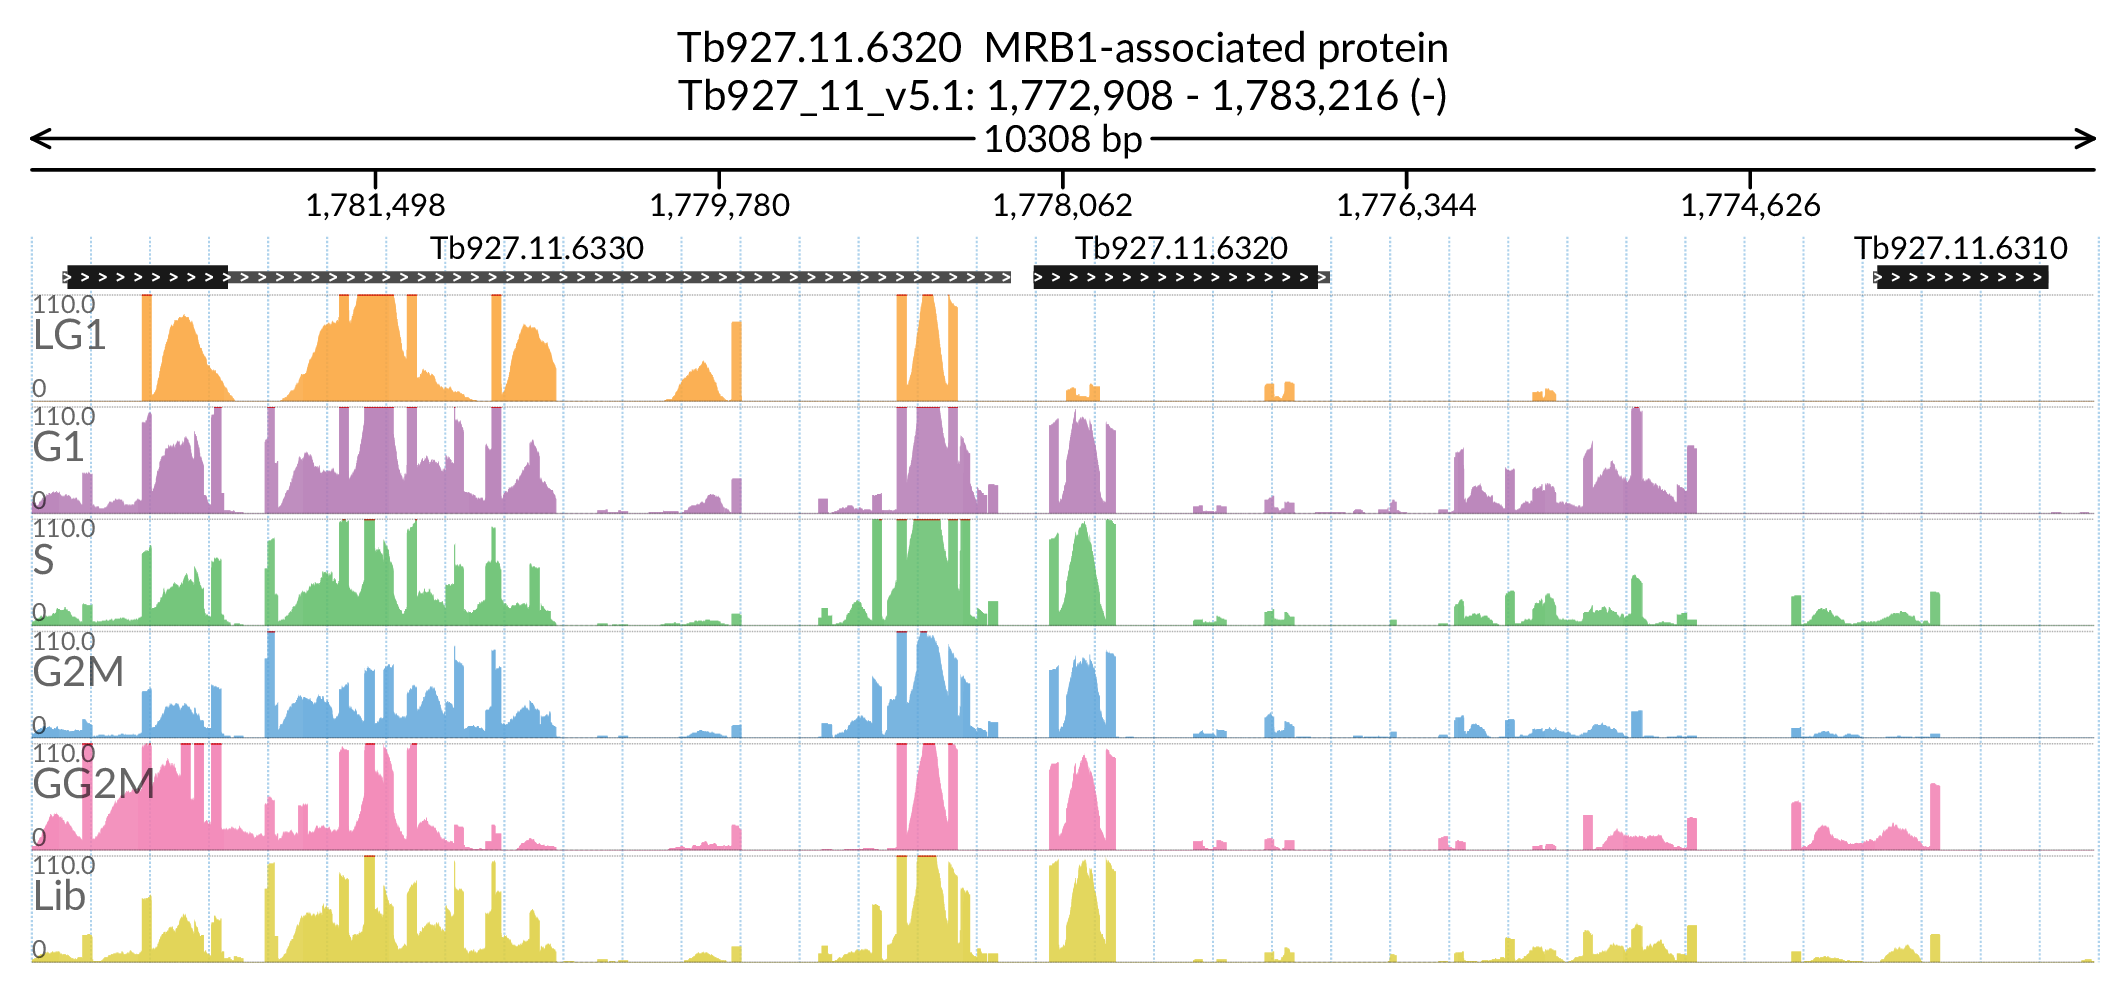 Tb927.11.6320  MRB1-associated protein
Tb927_11_v5.1: 1,772,908 - 1,783,216 (-)
10308 bp
1,781,498 1,779,780 1,778,062 1,776,344 1,774,626
Tb927.11.6330 Tb927.11.6320 Tb927.11.6310
110.0
LG1
0
110.0
G1
0
110.0
S
0
110.0
G2M
0
110.0
GG2M
0
110.0
Lib
0